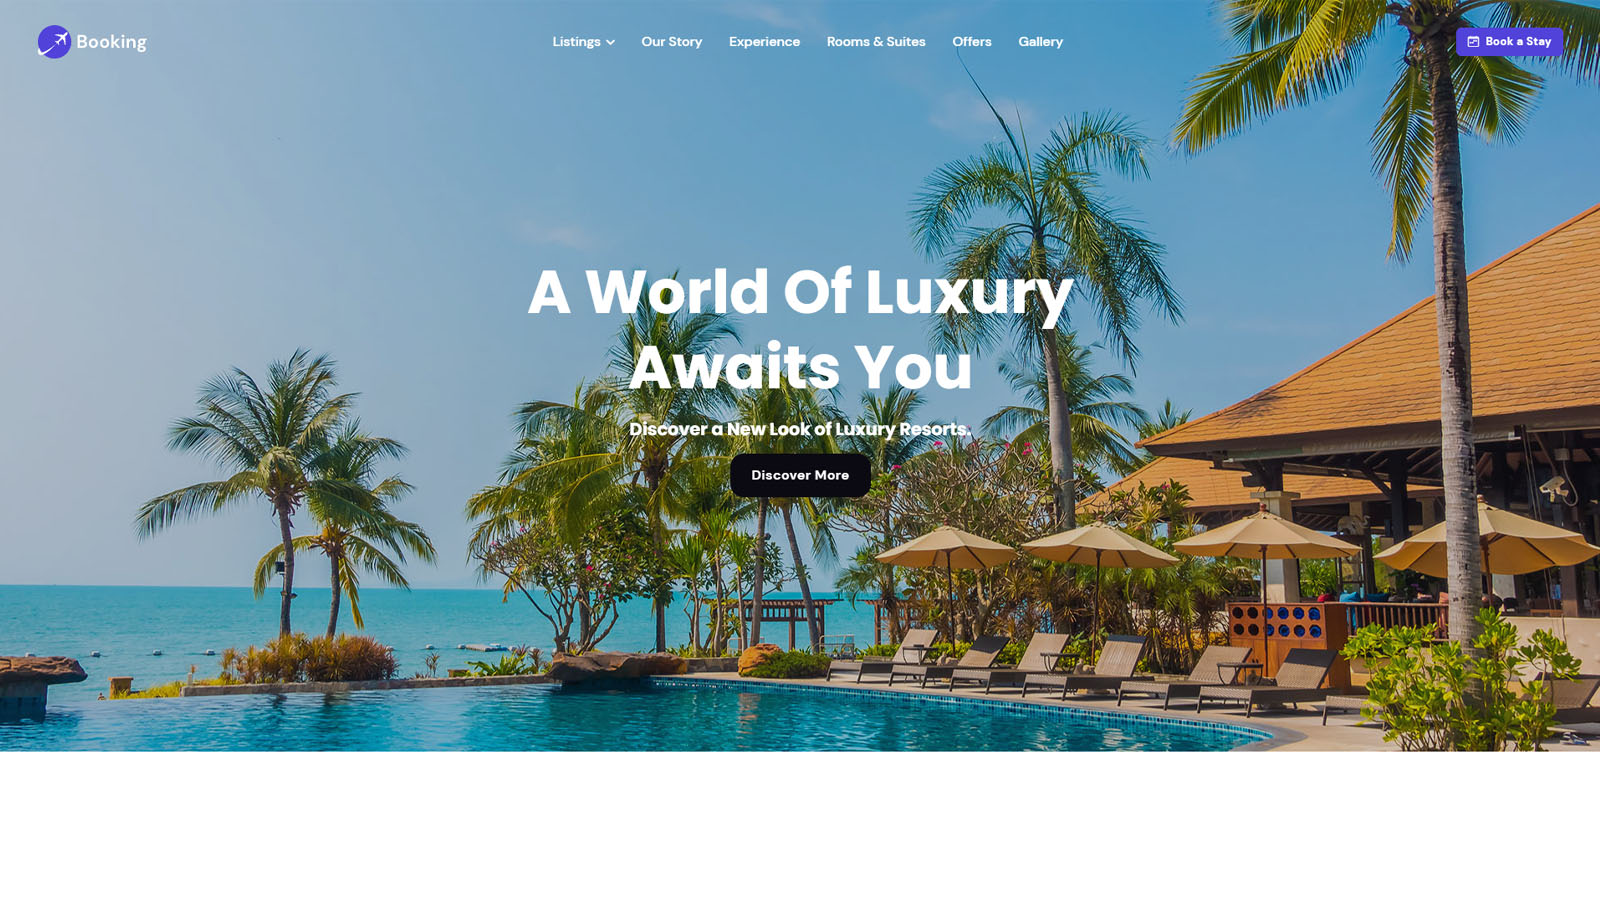 Booking
Listings
Our Story
Experience
Rooms & Suites
Offers
Gallery
Book a Stay
A World Of Luxury
Awaits You
Discover a New Look of Luxury Resorts.
Discover More